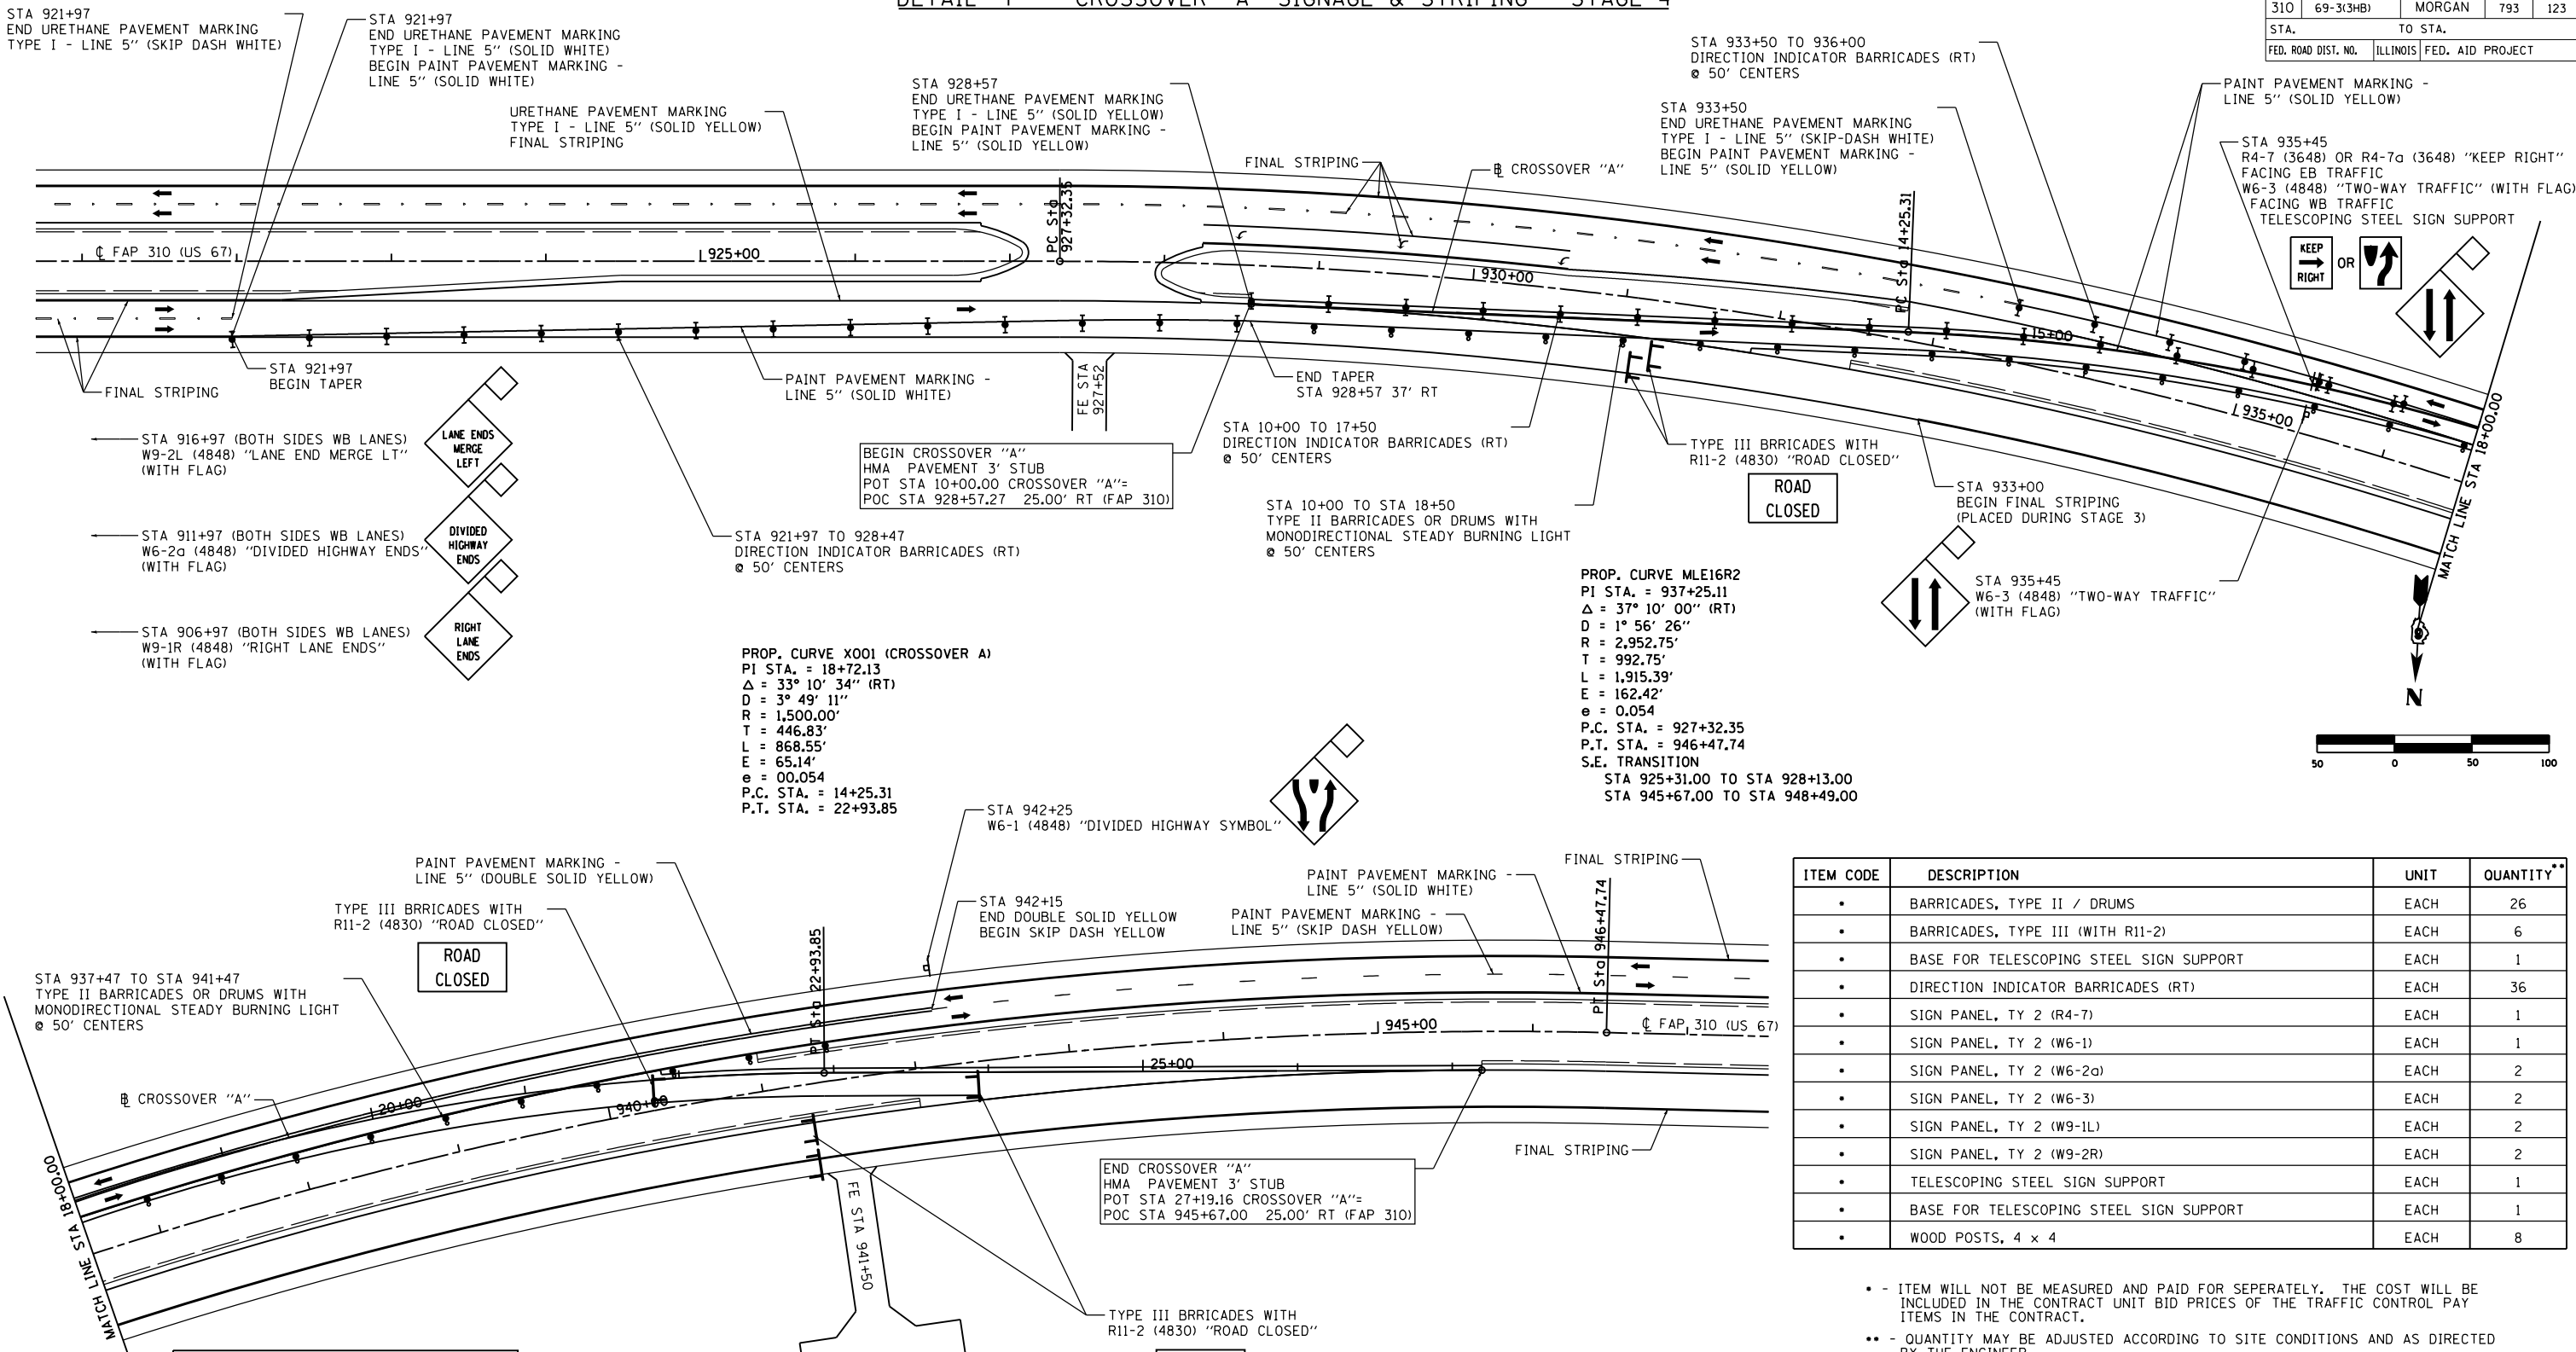 DETAIL "1" - CROSSOVER "A" SIGNAGE & STRIPING - STAGE 4
310 69-3(3HB) MORGAN 793 123
STA. TO STA.
FED. ROAD DIST. NO. ILLINOIS FED. AID PROJECT
STA 921+97
END URETHANE PAVEMENT MARKING
TYPE I - LINE 5" (SKIP DASH WHITE)
STA 921+97
END URETHANE PAVEMENT MARKING
TYPE I - LINE 5" (SOLID WHITE)
BEGIN PAINT PAVEMENT MARKING -
LINE 5" (SOLID WHITE)
URETHANE PAVEMENT MARKING
TYPE I - LINE 5" (SOLID YELLOW)
FINAL STRIPING
STA 928+57
END URETHANE PAVEMENT MARKING
TYPE I - LINE 5" (SOLID YELLOW)
BEGIN PAINT PAVEMENT MARKING -
LINE 5" (SOLID YELLOW)
FINAL STRIPING
℄ CROSSOVER "A"
STA 933+50 TO 936+00
DIRECTION INDICATOR BARRICADES (RT)
@ 50' CENTERS
STA 933+50
END URETHANE PAVEMENT MARKING
TYPE I - LINE 5" (SKIP-DASH WHITE)
BEGIN PAINT PAVEMENT MARKING -
LINE 5" (SOLID YELLOW)
PAINT PAVEMENT MARKING -
LINE 5" (SOLID YELLOW)
STA 935+45
R4-7 (3648) OR R4-7a (3648) "KEEP RIGHT"
FACING EB TRAFFIC
W6-3 (4848) "TWO-WAY TRAFFIC" (WITH FLAG)
FACING WB TRAFFIC
TELESCOPING STEEL SIGN SUPPORT
KEEP
RIGHT
OR
℄ FAP 310 (US 67)
925+00
PC Sta
927+32.35
930+00
PC Sta 14+25.31
15+00
935+00
MATCH LINE STA 18+00.00
FINAL STRIPING
STA 921+97
BEGIN TAPER
PAINT PAVEMENT MARKING -
LINE 5" (SOLID WHITE)
FE STA
927+52
END TAPER
STA 928+57 37' RT
STA 916+97 (BOTH SIDES WB LANES)
W9-2L (4848) "LANE END MERGE LT"
(WITH FLAG)
LANE ENDS
MERGE
LEFT
STA 911+97 (BOTH SIDES WB LANES)
W6-2a (4848) "DIVIDED HIGHWAY ENDS"
(WITH FLAG)
DIVIDED
HIGHWAY
ENDS
STA 906+97 (BOTH SIDES WB LANES)
W9-1R (4848) "RIGHT LANE ENDS"
(WITH FLAG)
RIGHT
LANE
ENDS
BEGIN CROSSOVER "A"
HMA PAVEMENT 3' STUB
POT STA 10+00.00 CROSSOVER "A"=
POC STA 928+57.27 25.00' RT (FAP 310)
STA 921+97 TO 928+47
DIRECTION INDICATOR BARRICADES (RT)
@ 50' CENTERS
STA 10+00 TO 17+50
DIRECTION INDICATOR BARRICADES (RT)
@ 50' CENTERS
STA 10+00 TO STA 18+50
TYPE II BARRICADES OR DRUMS WITH
MONODIRECTIONAL STEADY BURNING LIGHT
@ 50' CENTERS
TYPE III BRRICADES WITH
R11-2 (4830) "ROAD CLOSED"
ROAD
CLOSED
STA 933+00
BEGIN FINAL STRIPING
(PLACED DURING STAGE 3)
STA 935+45
W6-3 (4848) "TWO-WAY TRAFFIC"
(WITH FLAG)
PROP. CURVE X001 (CROSSOVER A)
PI STA. = 18+72.13
Δ = 33° 10' 34" (RT)
D = 3° 49' 11"
R = 1,500.00'
T = 446.83'
L = 868.55'
E = 65.14'
e = 00.054
P.C. STA. = 14+25.31
P.T. STA. = 22+93.85
PROP. CURVE MLE16R2
PI STA. = 937+25.11
Δ = 37° 10' 00" (RT)
D = 1° 56' 26"
R = 2,952.75'
T = 992.75'
L = 1,915.39'
E = 162.42'
e = 0.054
P.C. STA. = 927+32.35
P.T. STA. = 946+47.74
S.E. TRANSITION
STA 925+31.00 TO STA 928+13.00
STA 945+67.00 TO STA 948+49.00
N
50 0 50 100
STA 942+25
W6-1 (4848) "DIVIDED HIGHWAY SYMBOL"
PAINT PAVEMENT MARKING -
LINE 5" (DOUBLE SOLID YELLOW)
TYPE III BRRICADES WITH
R11-2 (4830) "ROAD CLOSED"
ROAD
CLOSED
STA 937+47 TO STA 941+47
TYPE II BARRICADES OR DRUMS WITH
MONODIRECTIONAL STEADY BURNING LIGHT
@ 50' CENTERS
STA 942+15
END DOUBLE SOLID YELLOW
BEGIN SKIP DASH YELLOW
PAINT PAVEMENT MARKING -
LINE 5" (SOLID WHITE)
PAINT PAVEMENT MARKING -
LINE 5" (SKIP DASH YELLOW)
FINAL STRIPING
℄ CROSSOVER "A"
20+00
940+00
PT Sta 22+93.85
25+00
945+00
PT Sta 946+47.74
℄ FAP 310 (US 67)
MATCH LINE STA 18+00.00
FINAL STRIPING
END CROSSOVER "A"
HMA PAVEMENT 3' STUB
POT STA 27+19.16 CROSSOVER "A"=
POC STA 945+67.00 25.00' RT (FAP 310)
FE STA 941+50
TYPE III BRRICADES WITH
R11-2 (4830) "ROAD CLOSED"
ITEM CODE DESCRIPTION UNIT QUANTITY**
* BARRICADES, TYPE II / DRUMS EACH 26
* BARRICADES, TYPE III (WITH R11-2) EACH 6
* BASE FOR TELESCOPING STEEL SIGN SUPPORT EACH 1
* DIRECTION INDICATOR BARRICADES (RT) EACH 36
* SIGN PANEL, TY 2 (R4-7) EACH 1
* SIGN PANEL, TY 2 (W6-1) EACH 1
* SIGN PANEL, TY 2 (W6-2a) EACH 2
* SIGN PANEL, TY 2 (W6-3) EACH 2
* SIGN PANEL, TY 2 (W9-1L) EACH 2
* SIGN PANEL, TY 2 (W9-2R) EACH 2
* TELESCOPING STEEL SIGN SUPPORT EACH 1
* BASE FOR TELESCOPING STEEL SIGN SUPPORT EACH 1
* WOOD POSTS, 4 x 4 EACH 8
* - ITEM WILL NOT BE MEASURED AND PAID FOR SEPERATELY. THE COST WILL BE
INCLUDED IN THE CONTRACT UNIT BID PRICES OF THE TRAFFIC CONTROL PAY
ITEMS IN THE CONTRACT.
** - QUANTITY MAY BE ADJUSTED ACCORDING TO SITE CONDITIONS AND AS DIRECTED
BY THE ENGINEER